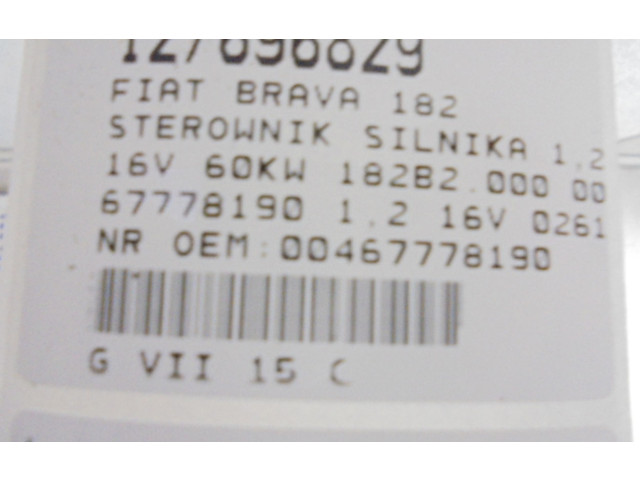 127696829
FIAT BRAVA 182
STEROWNIK SILNIKA 1,2
16V 60KW 182B2.000 00
67778190 1,2 16V 0261
NR OEM:00467778190
G VII 15 C